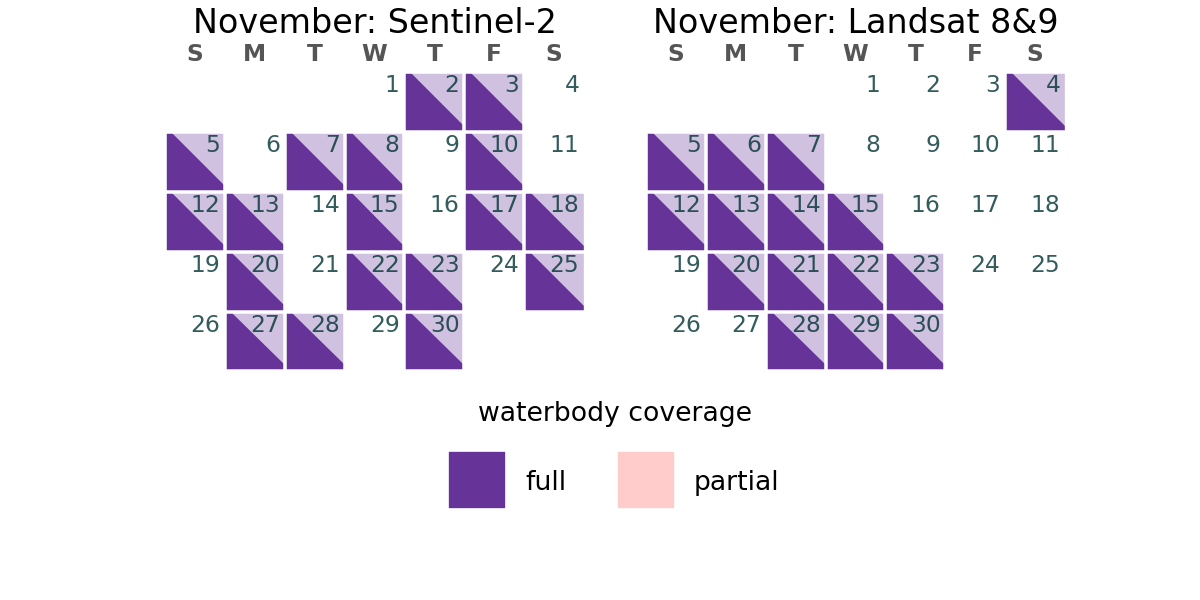 November: Sentinel-2
S M T W T F S
1 2 3 4
5 6 7 8 9 10 11
12 13 14 15 16 17 18
19 20 21 22 23 24 25
26 27 28 29 30
November: Landsat 8&9
S M T W T F S
1 2 3 4
5 6 7 8 9 10 11
12 13 14 15 16 17 18
19 20 21 22 23 24 25
26 27 28 29 30
waterbody coverage
full partial